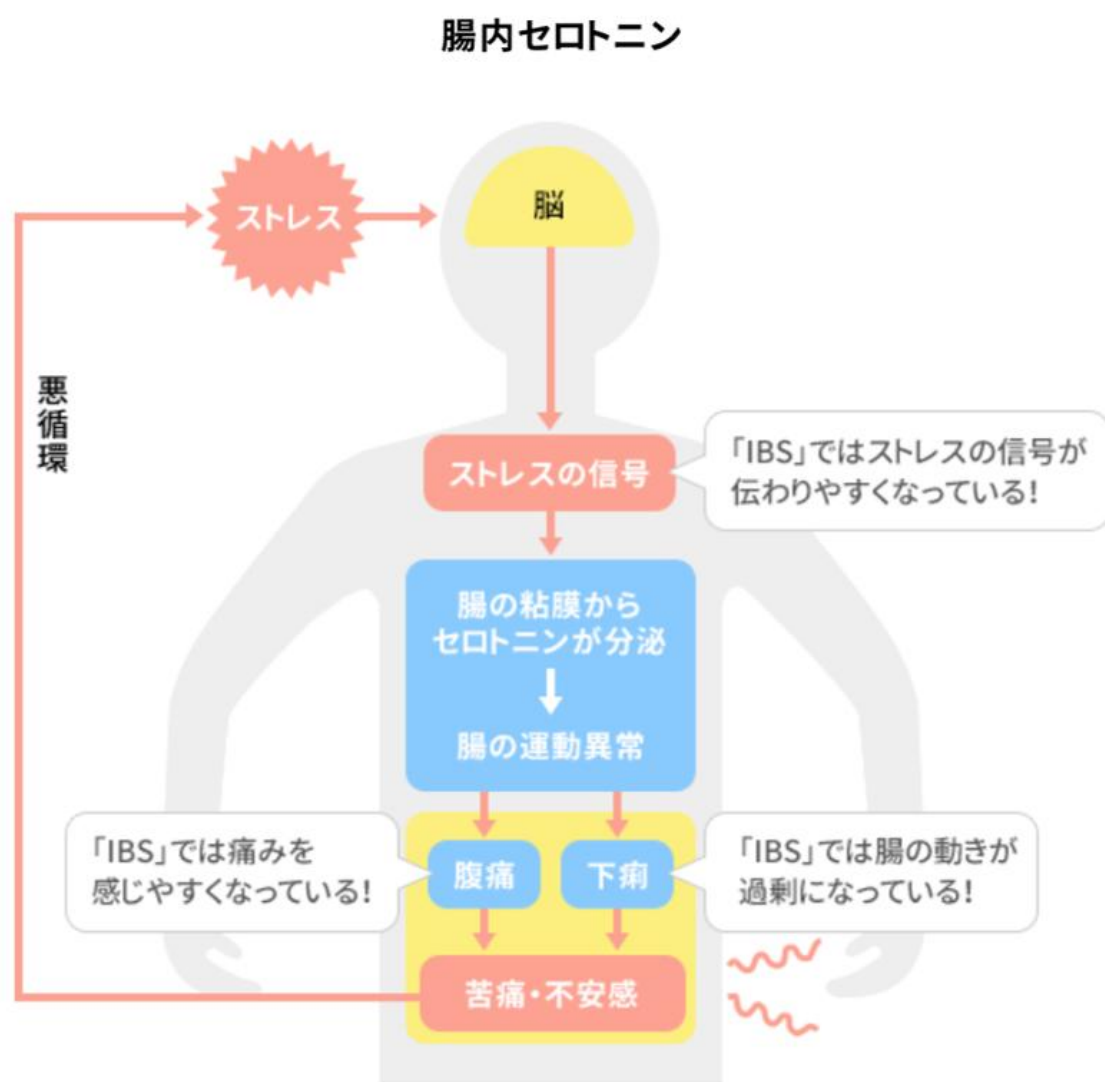 腸内セロトニン
ストレス
脳
悪循環
ストレスの信号
「IBS」ではストレスの信号が
伝わりやすくなっている!
腸の粘膜から
セロトニンが分泌
腸の運動異常
「IBS」では痛みを
感じやすくなっている!
腹痛
下痢
「IBS」では腸の動きが
過剰になっている!
苦痛・不安感